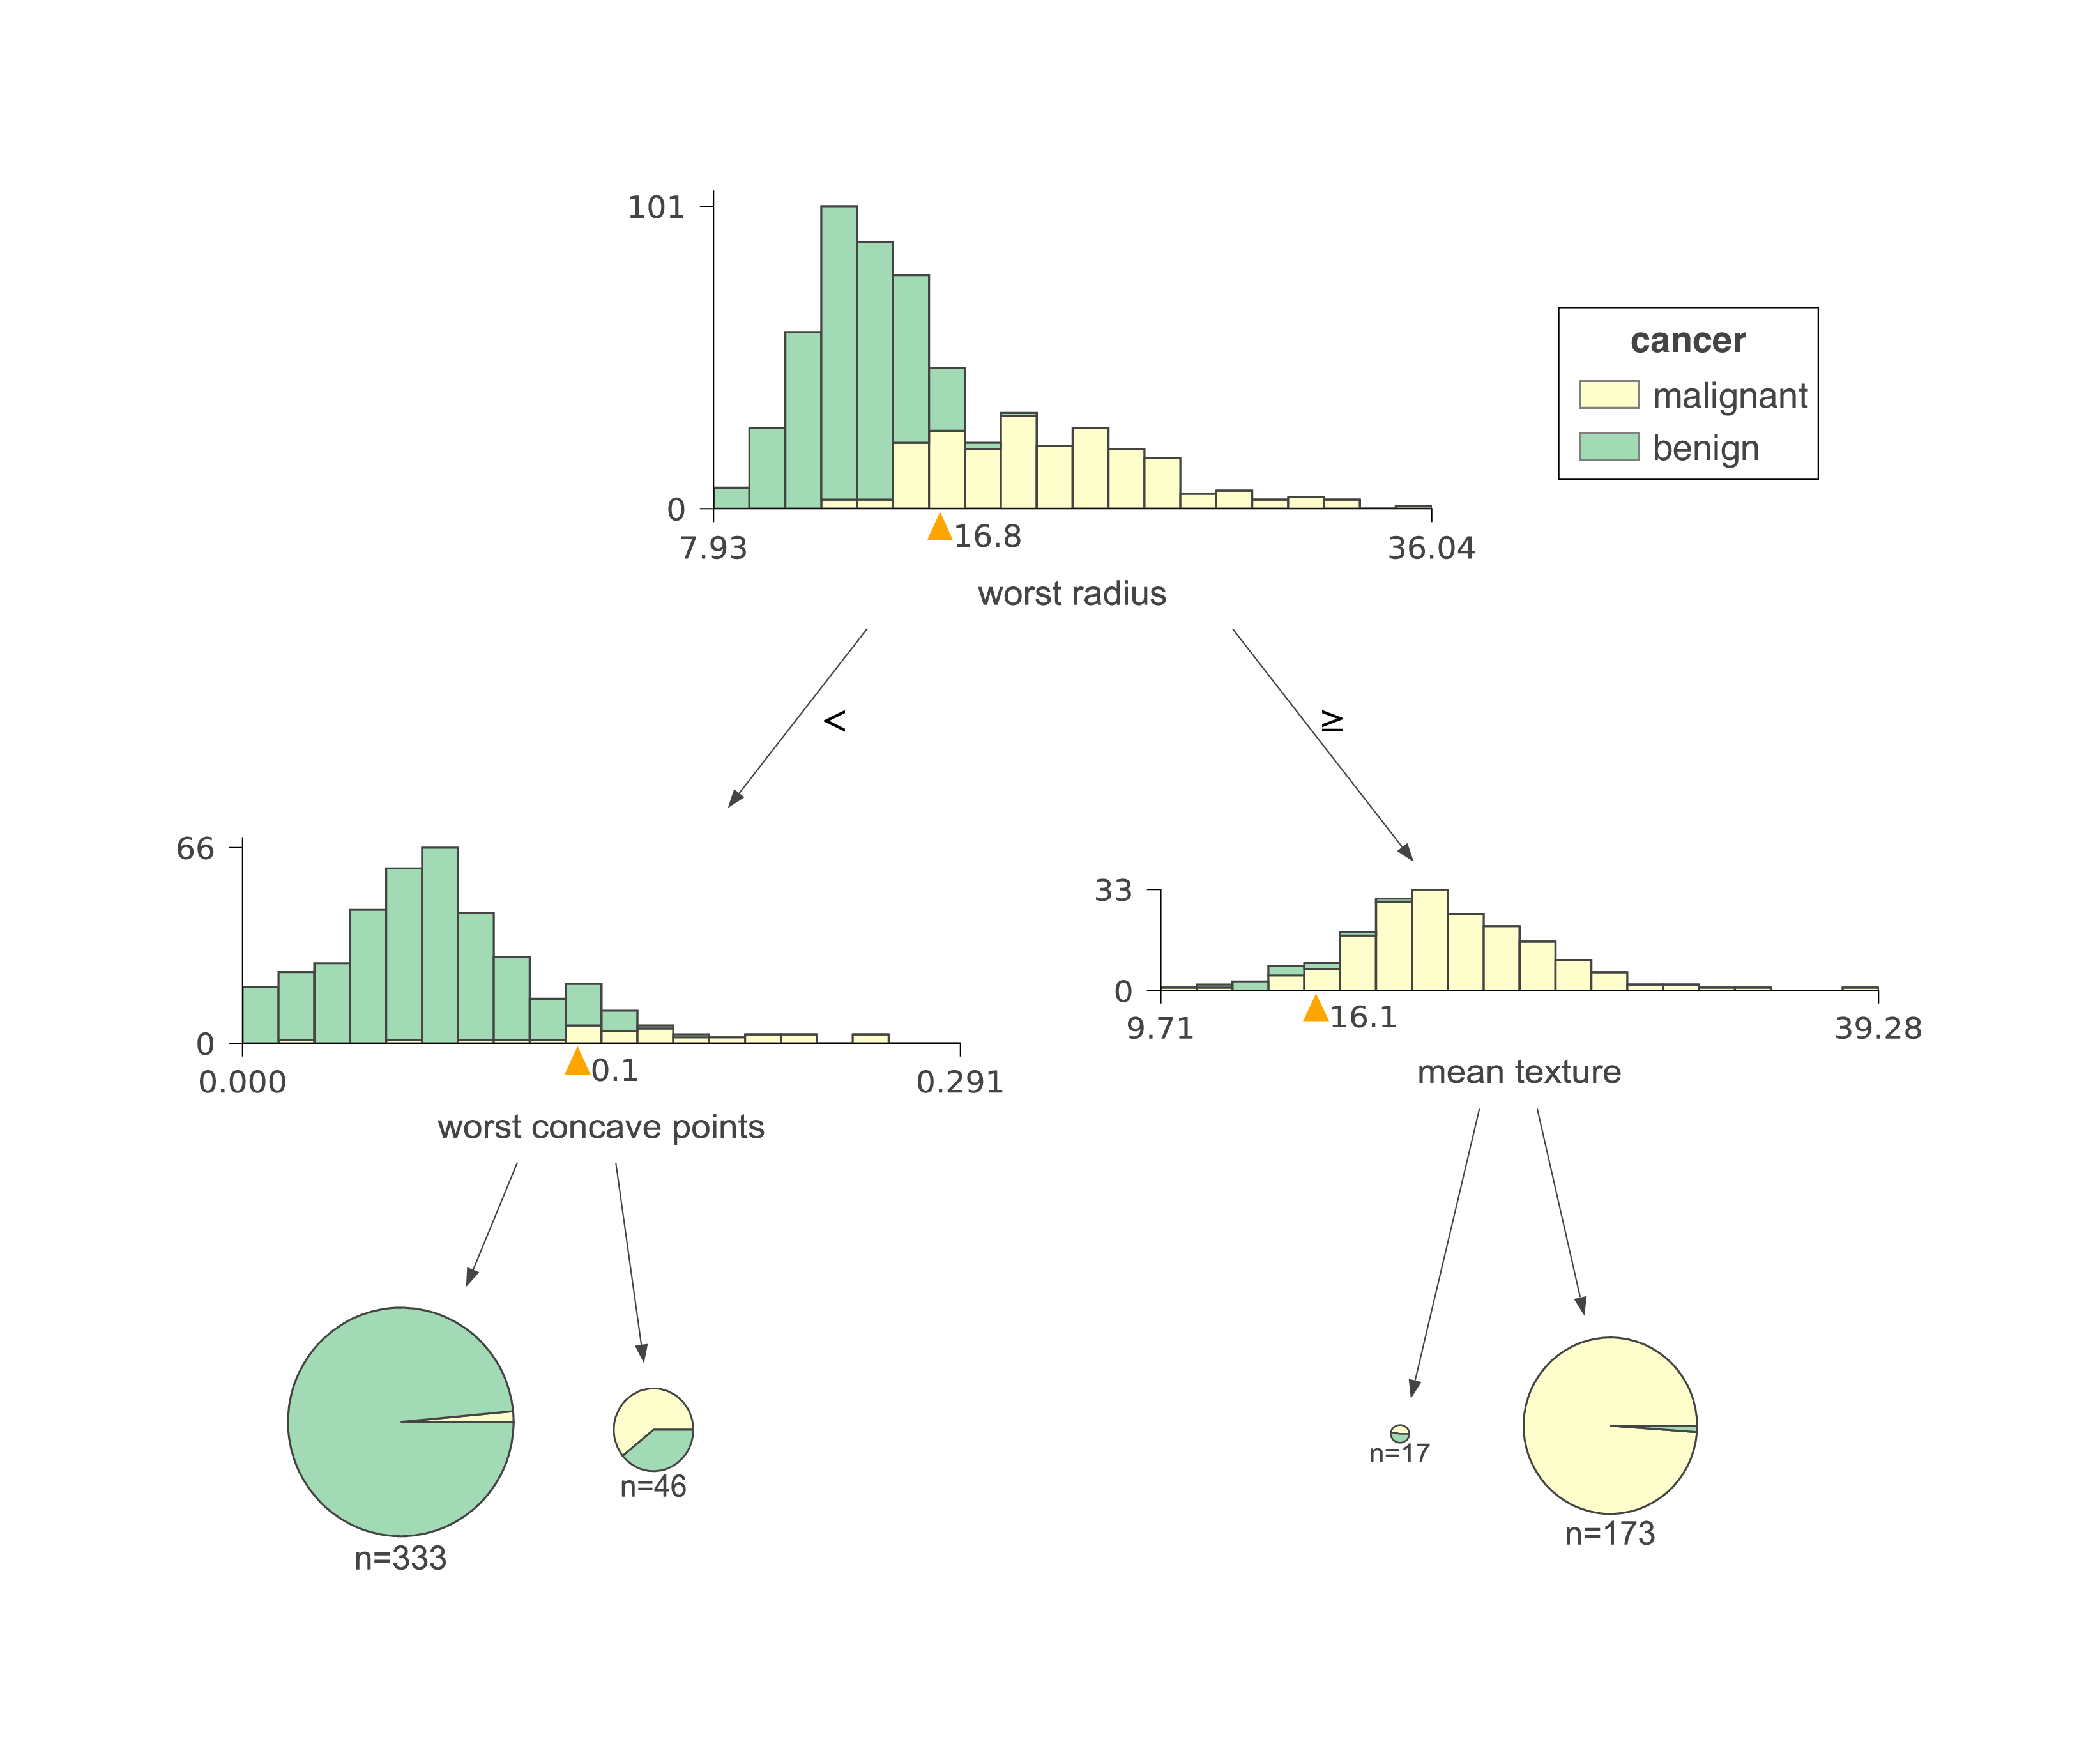 101
0
7.93
16.8
36.04
worst radius
cancer
malignant
benign
<
≥
66
0
0.000
0.1
0.291
worst concave points
33
0
9.71
16.1
39.28
mean texture
n=333
n=46
n=17
n=173